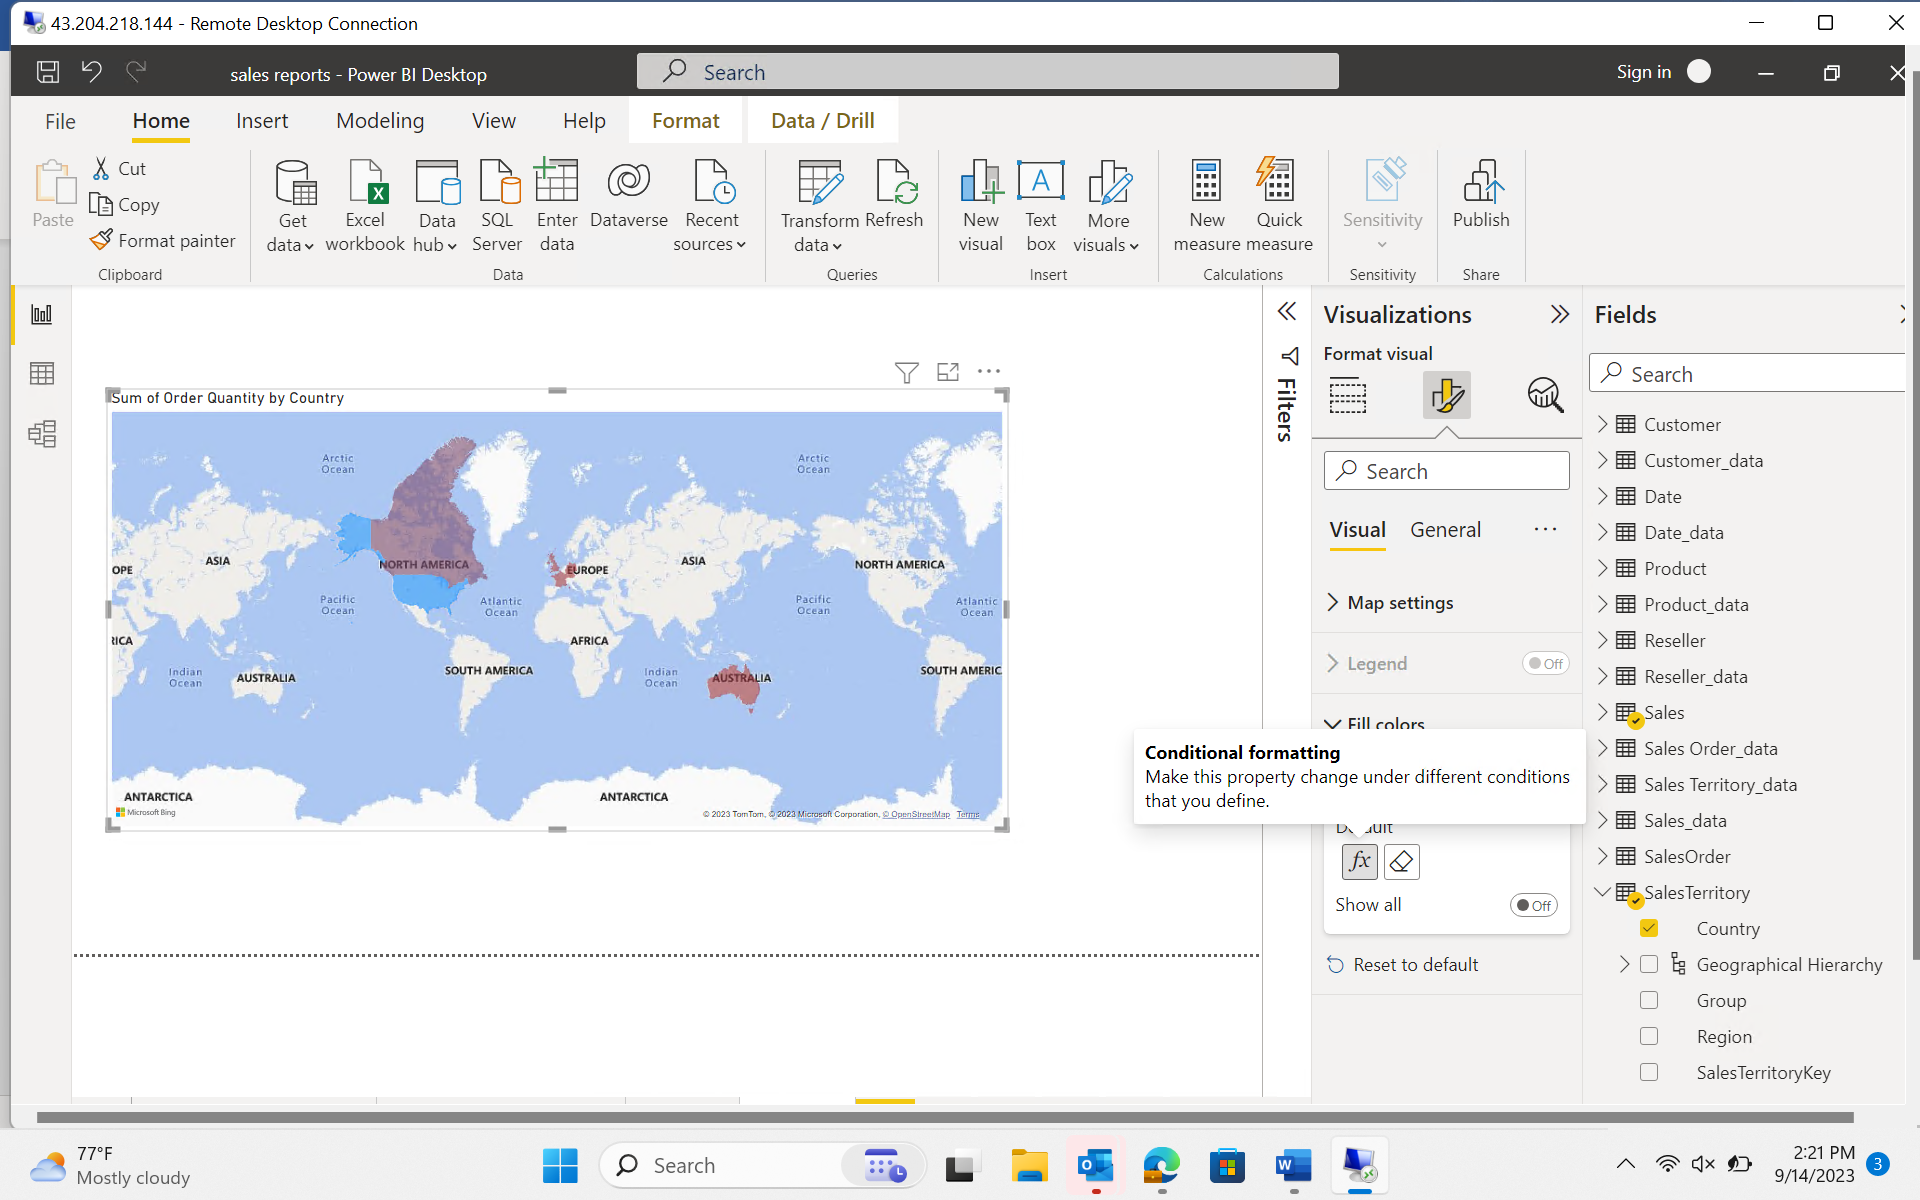 43.204.218.144 - Remote Desktop Connection
sales reports - Power BI Desktop
Search
Sign in
File
Home
Insert
Modeling
View
Help
Format
Data / Drill
Paste
Cut
Copy
Format painter
Clipboard
Get
data
Excel
workbook
Data
hub
SQL
Server
Enter
data
Dataverse
Recent
sources
Data
Transform
data
Refresh
Queries
New
visual
Text
box
More
visuals
Insert
New
measure
Quick
measure
Calculations
Sensitivity
Sensitivity
Publish
Share
Sum of Order Quantity by Country
Arctic
Ocean
Arctic
Ocean
OPE
ASIA
NORTH AMERICA
EUROPE
ASIA
NORTH AMERICA
Pacific
Ocean
Atlantic
Ocean
Pacific
Ocean
Atlantic
Ocean
RICA
AFRICA
Indian
Ocean
AUSTRALIA
SOUTH AMERICA
Indian
Ocean
AUSTRALIA
SOUTH AMERIC
ANTARCTICA
ANTARCTICA
Microsoft Bing
© 2023 TomTom, © 2023 Microsoft Corporation, © OpenStreetMap Terms
Filters
Visualizations
Format visual
Search
Visual
General
Map settings
Legend
Off
Fill colors
Conditional formatting
Make this property change under different conditions
that you define.
Default
fx
Show all
Off
Reset to default
Fields
Search
Customer
Customer_data
Date
Date_data
Product
Product_data
Reseller
Reseller_data
Sales
Sales Order_data
Sales Territory_data
Sales_data
SalesOrder
SalesTerritory
Country
Geographical Hierarchy
Group
Region
SalesTerritoryKey
77°F
Mostly cloudy
Search
2:21 PM
9/14/2023
3